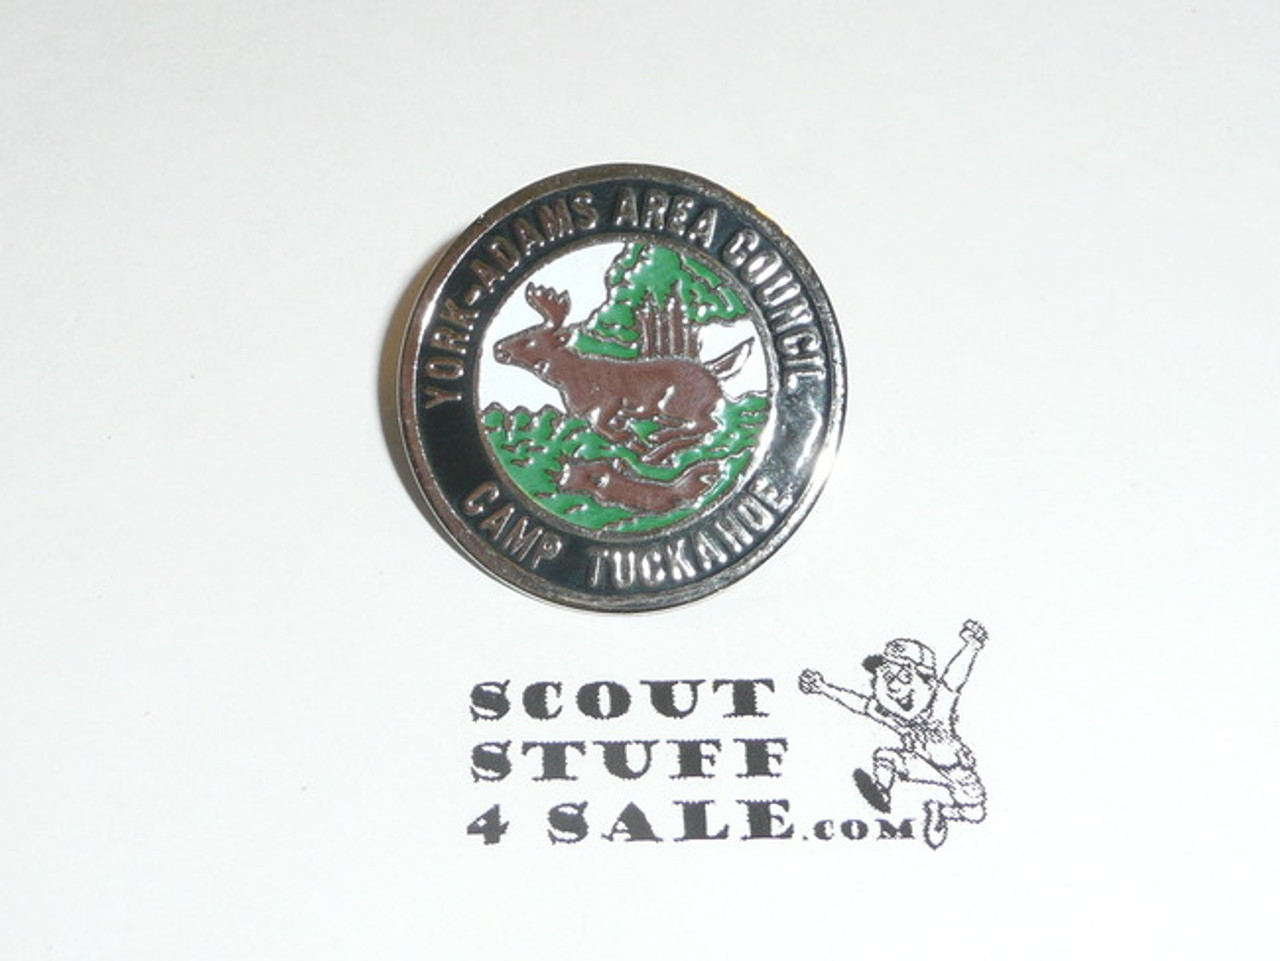 YORK-ADAMS AREA COUNCIL
CAMP TUCKAHOE
SCOUT
STUFF
4 SALE.COM